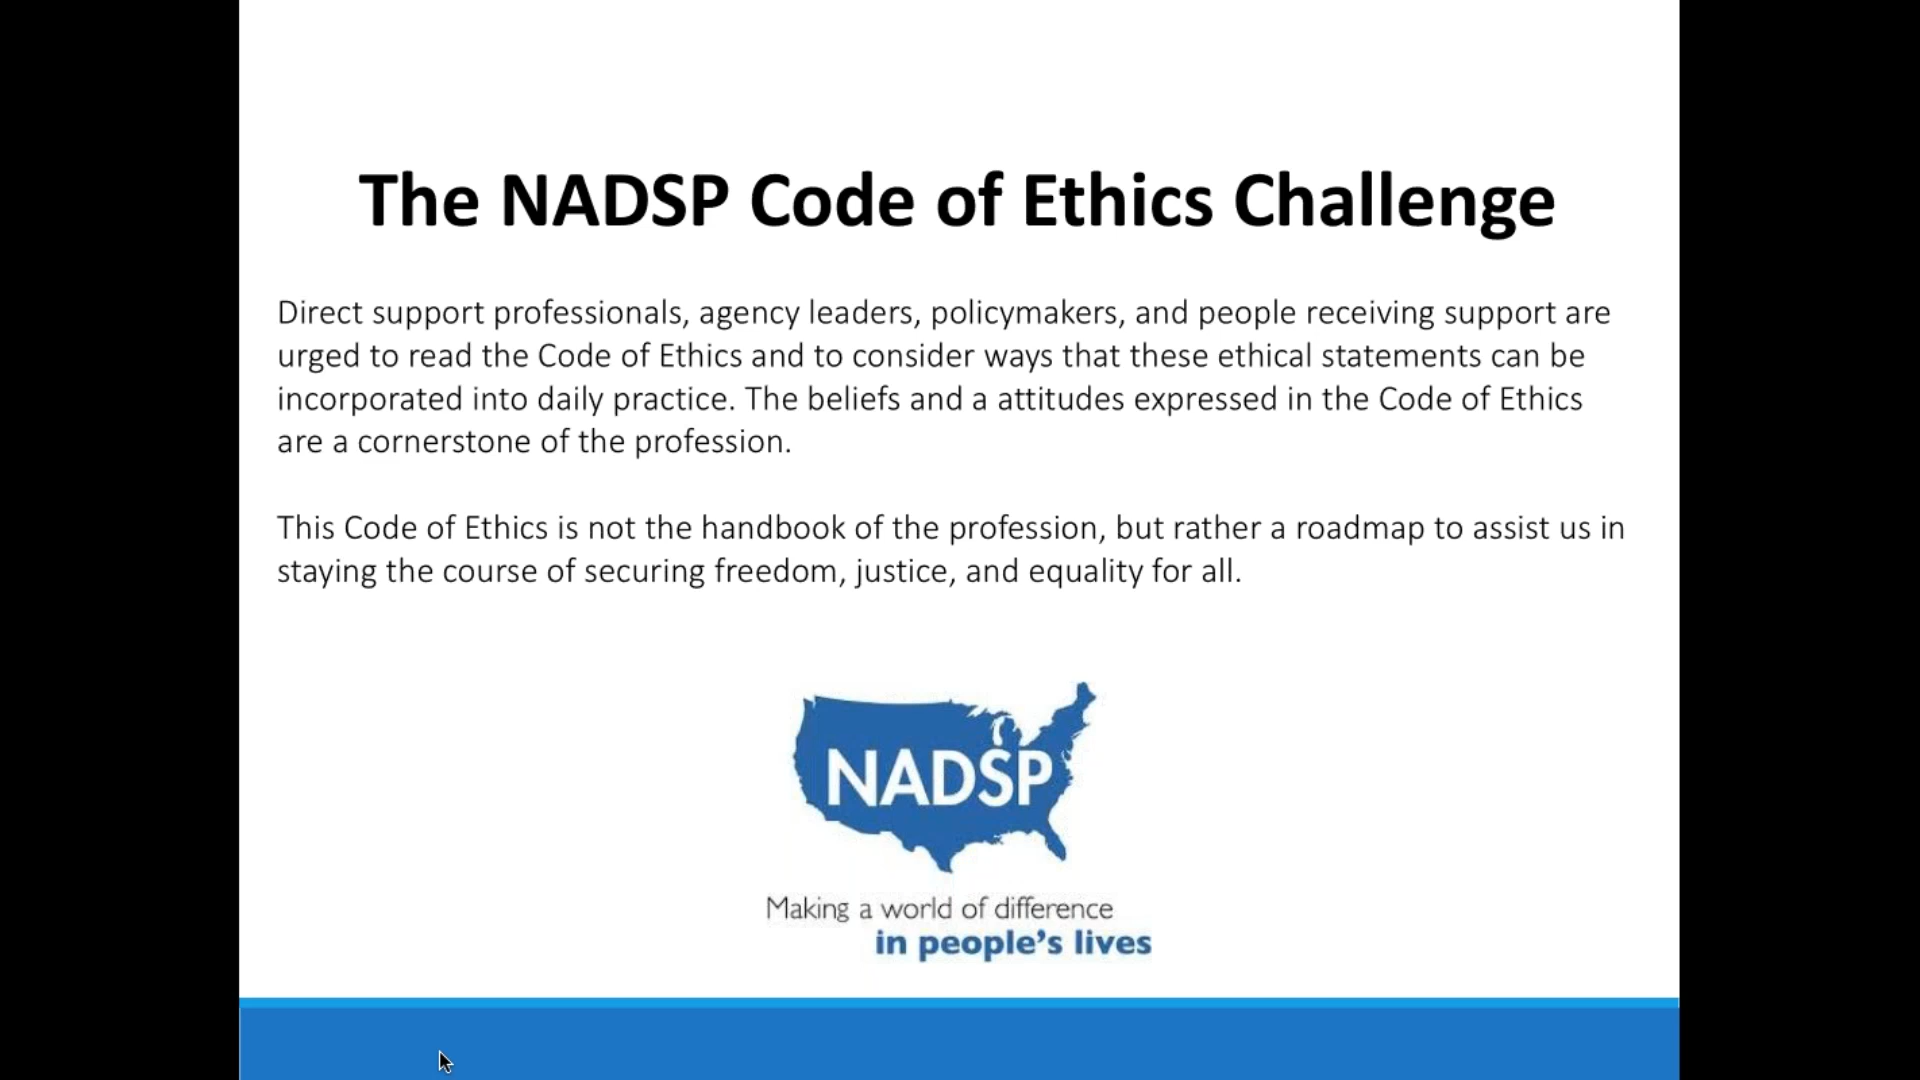 The NADSP Code of Ethics Challenge
Direct support professionals, agency leaders, policymakers, and people receiving support are
urged to read the Code of Ethics and to consider ways that these ethical statements can be
incorporated into daily practice. The beliefs and a attitudes expressed in the Code of Ethics
are a cornerstone of the profession.
This Code of Ethics is not the handbook of the profession, but rather a roadmap to assist us in
staying the course of securing freedom, justice, and equality for all.
NADSP
Making a world of difference
in people's lives